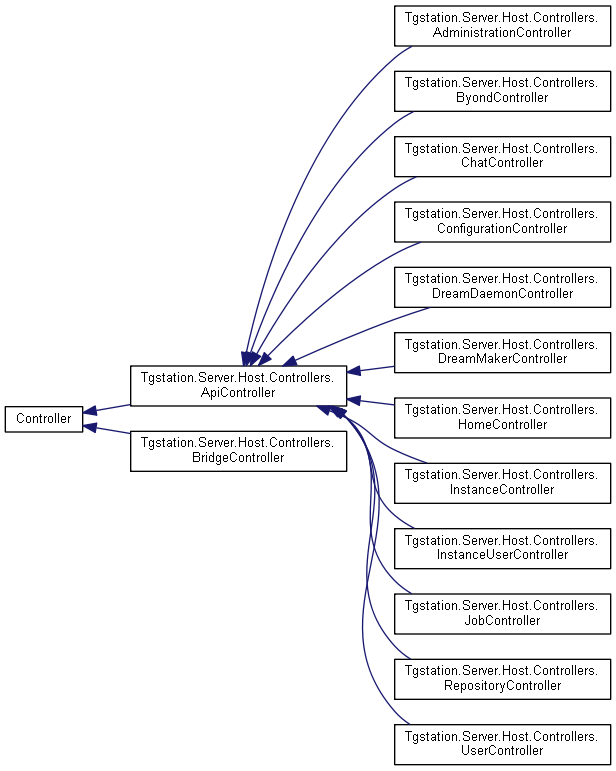 Controller
Tgstation.Server.Host.Controllers.
ApiController
Tgstation.Server.Host.Controllers.
BridgeController
Tgstation.Server.Host.Controllers.
AdministrationController
Tgstation.Server.Host.Controllers.
ByondController
Tgstation.Server.Host.Controllers.
ChatController
Tgstation.Server.Host.Controllers.
ConfigurationController
Tgstation.Server.Host.Controllers.
DreamDaemonController
Tgstation.Server.Host.Controllers.
DreamMakerController
Tgstation.Server.Host.Controllers.
HomeController
Tgstation.Server.Host.Controllers.
InstanceController
Tgstation.Server.Host.Controllers.
InstanceUserController
Tgstation.Server.Host.Controllers.
JobController
Tgstation.Server.Host.Controllers.
RepositoryController
Tgstation.Server.Host.Controllers.
UserController